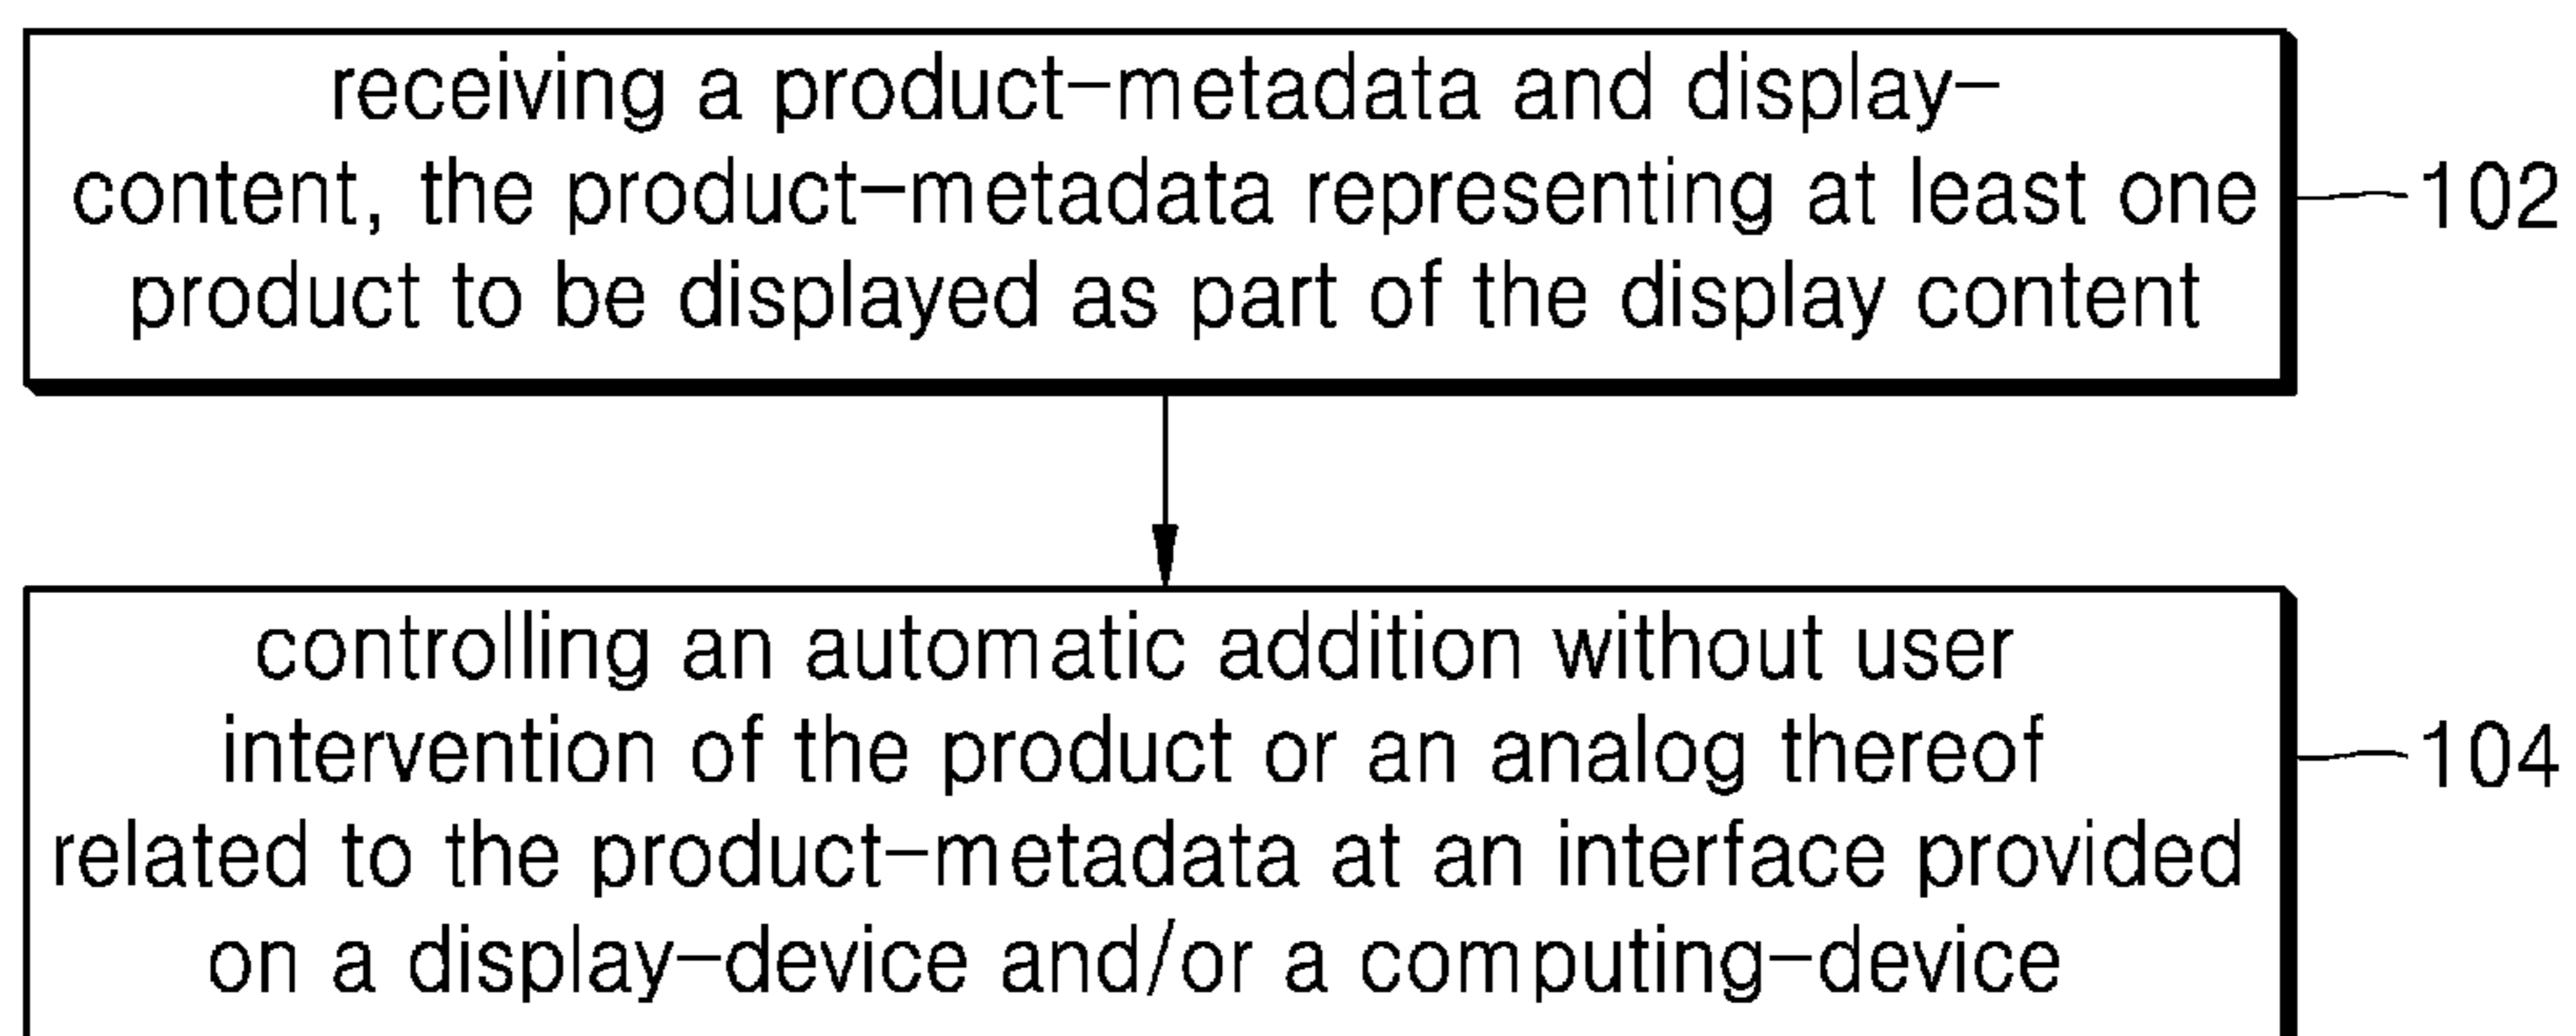 receiving a product-metadata and display-
content, the product-metadata representing at least one
product to be displayed as part of the display content
102
controlling an automatic addition without user
intervention of the product or an analog thereof
related to the product-metadata at an interface provided
on a display-device and/or a computing-device
104